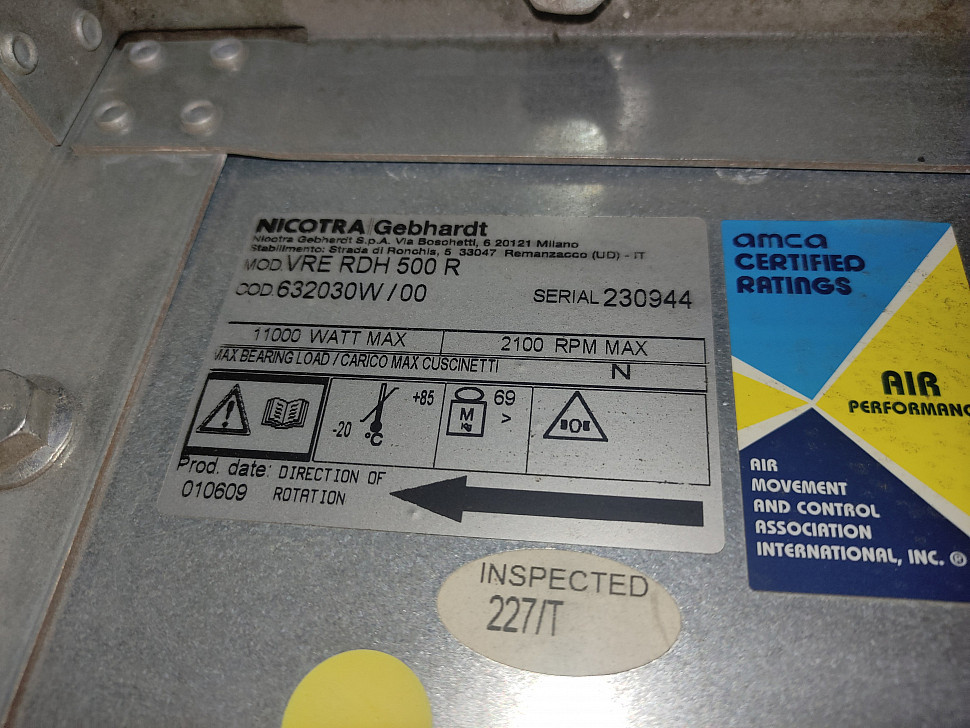 NICOTRA Gebhardt
Nicotra Gebhardt S.p.A. Via Boschetti, 6 20121 Milano
Stabilimento: Strada di Ronchis, 5 33047 Remanzacco (UD) - IT
MOD. VRE RDH 500 R
COD. 632030W/00 SERIAL 230944
11000 WATT MAX 2100 RPM MAX
MAX BEARING LOAD / CARICO MAX CUSCINETTI N
-20 °C +85 M Kg 69 >
Prod. date: DIRECTION OF
010609 ROTATION
INSPECTED
227/T
amca
CERTIFIED
RATINGS
AIR
PERFORMANC
AIR
MOVEMENT
AND CONTROL
ASSOCIATION
INTERNATIONAL, INC. ®